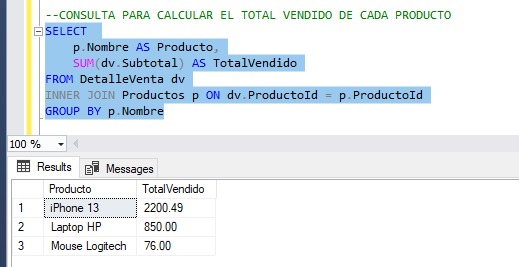 --CONSULTA PARA CALCULAR EL TOTAL VENDIDO DE CADA PRODUCTO
SELECT
p.Nombre AS Producto,
SUM(dv.Subtotal) AS TotalVendido
FROM DetalleVenta dv
INNER JOIN Productos p ON dv.ProductoId = p.ProductoId
GROUP BY p.Nombre
100 %
Results Messages
Producto TotalVendido
1 iPhone 13 2200.49
2 Laptop HP 850.00
3 Mouse Logitech 76.00